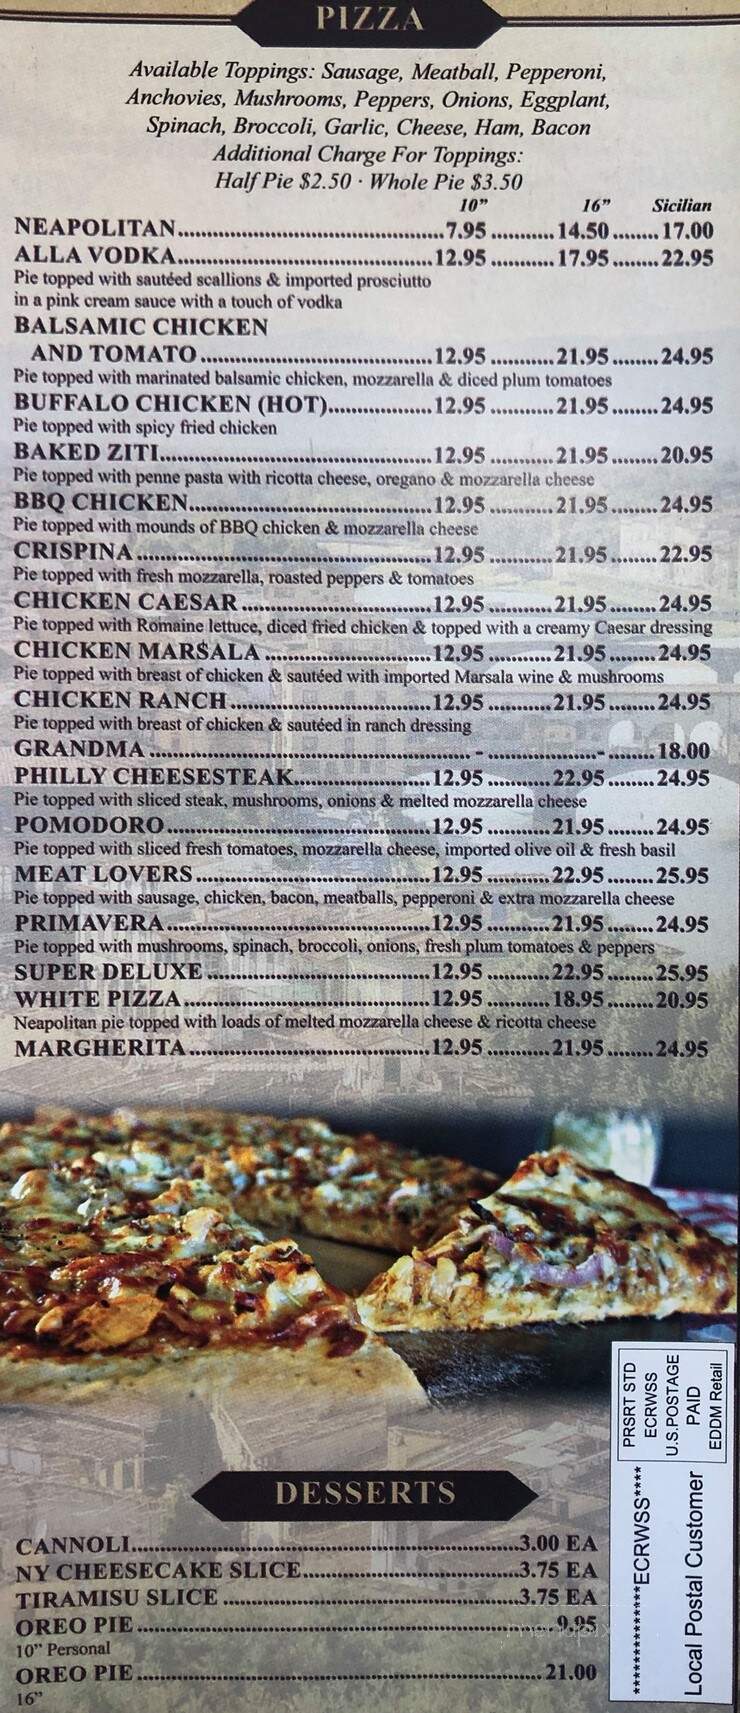 PIZZA
Available Toppings: Sausage, Meatball, Pepperoni,
Anchovies, Mushrooms, Peppers, Onions, Eggplant,
Spinach, Broccoli, Garlic, Cheese, Ham, Bacon
Additional Charge For Toppings:
Half Pie $2.50 · Whole Pie $3.50
10” 16” Sicilian
NEAPOLITAN 7.95 14.50 17.00
ALLA VODKA 12.95 17.95 22.95
Pie topped with sautéed scallions & imported prosciutto
in a pink cream sauce with a touch of vodka
BALSAMIC CHICKEN
AND TOMATO 12.95 21.95 24.95
Pie topped with marinated balsamic chicken, mozzarella & diced plum tomatoes
BUFFALO CHICKEN (HOT) 12.95 21.95 24.95
Pie topped with spicy fried chicken
BAKED ZITI 12.95 21.95 20.95
Pie topped with penne pasta with ricotta cheese, oregano & mozzarella cheese
BBQ CHICKEN 12.95 21.95 24.95
Pie topped with mounds of BBQ chicken & mozzarella cheese
CRISPINA 12.95 21.95 22.95
Pie topped with fresh mozzarella, roasted peppers & tomatoes
CHICKEN CAESAR 12.95 21.95 24.95
Pie topped with Romaine lettuce, diced fried chicken & topped with a creamy Caesar dressing
CHICKEN MARSALA 12.95 21.95 24.95
Pie topped with breast of chicken & sautéed with imported Marsala wine & mushrooms
CHICKEN RANCH 12.95 21.95 24.95
Pie topped with breast of chicken & sautéed in ranch dressing
GRANDMA - - 18.00
PHILLY CHEESESTEAK 12.95 22.95 24.95
Pie topped with sliced steak, mushrooms, onions & melted mozzarella cheese
POMODORO 12.95 21.95 24.95
Pie topped with sliced fresh tomatoes, mozzarella cheese, imported olive oil & fresh basil
MEAT LOVERS 12.95 22.95 25.95
Pie topped with sausage, chicken, bacon, meatballs, pepperoni & extra mozzarella cheese
PRIMAVERA 12.95 21.95 24.95
Pie topped with mushrooms, spinach, broccoli, onions, fresh plum tomatoes & peppers
SUPER DELUXE 12.95 22.95 25.95
WHITE PIZZA 12.95 18.95 20.95
Neapolitan pie topped with loads of melted mozzarella cheese & ricotta cheese
MARGHERITA 12.95 21.95 24.95
DESSERTS
CANNOLI 3.00 EA
NY CHEESECAKE SLICE 3.75 EA
TIRAMISU SLICE 3.75 EA
OREO PIE 9.95
10” Personal
OREO PIE 21.00
16”
PRSRT STD
ECRWSS
U.S.POSTAGE
PAID
EDDM Retail
**************ECRWSS****
Local Postal Customer